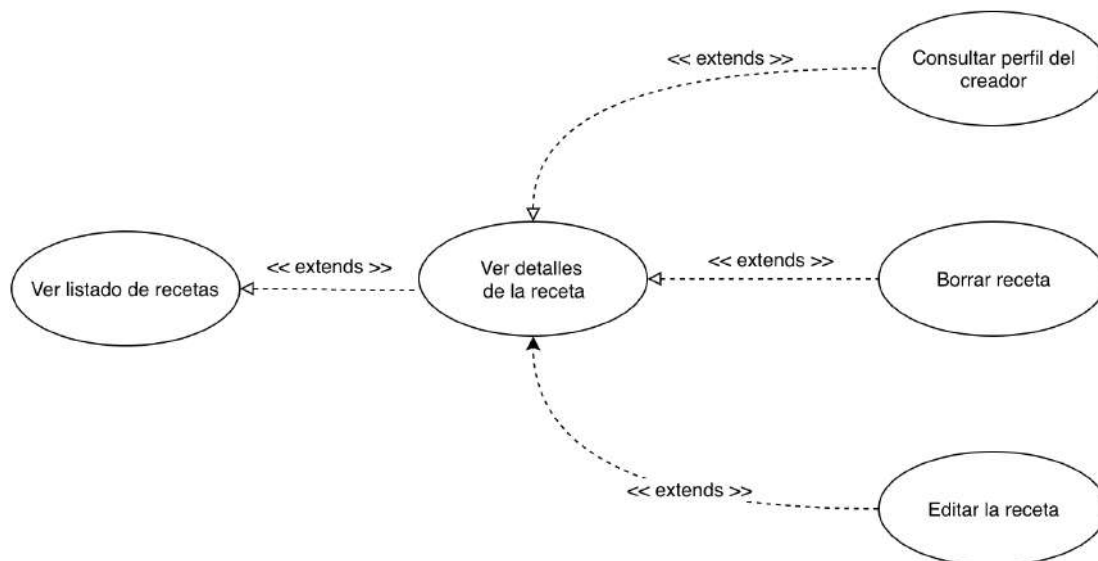 << extends >>
Consultar perfil del
creador
Ver listado de recetas
<< extends >>
Ver detalles
de la receta
<< extends >>
Borrar receta
<< extends >>
Editar la receta